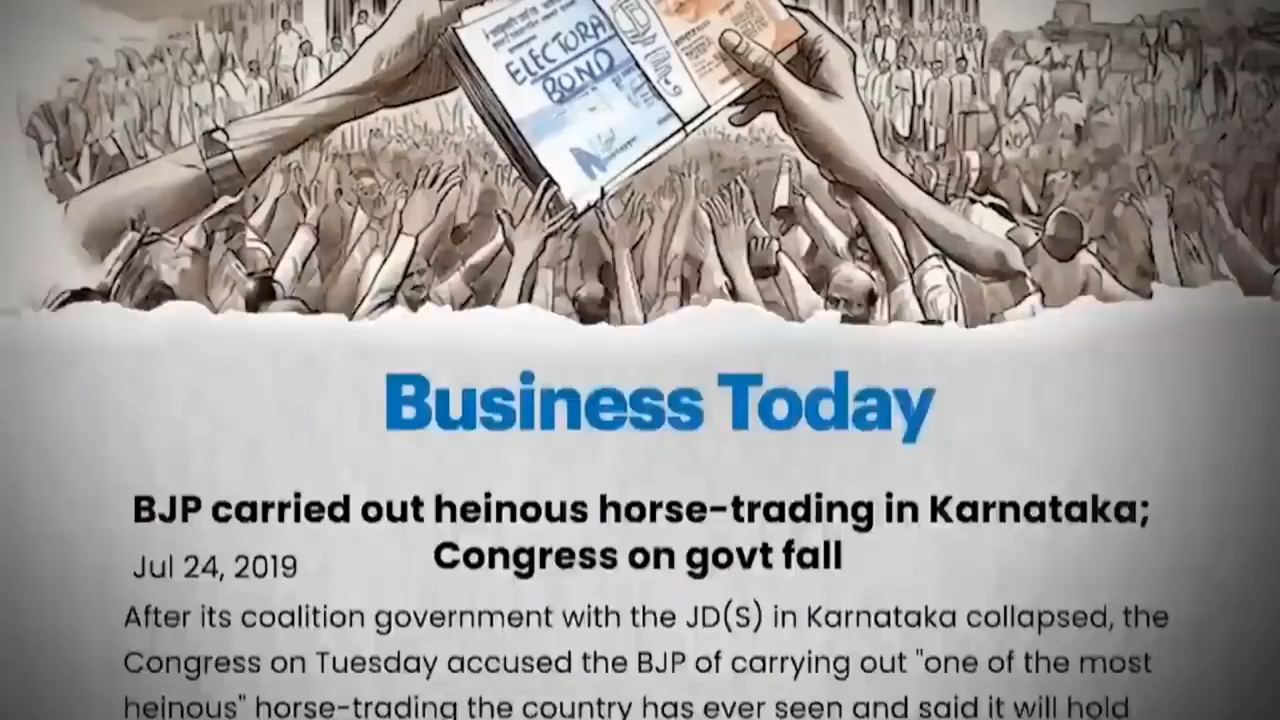 ELECTORA
BOND
Business Today
BJP carried out heinous horse-trading in Karnataka;
Congress on govt fall
Jul 24, 2019
After its coalition government with the JD(S) in Karnataka collapsed, the
Congress on Tuesday accused the BJP of carrying out "one of the most
heinous" horse-trading the country has ever seen and said it will hold